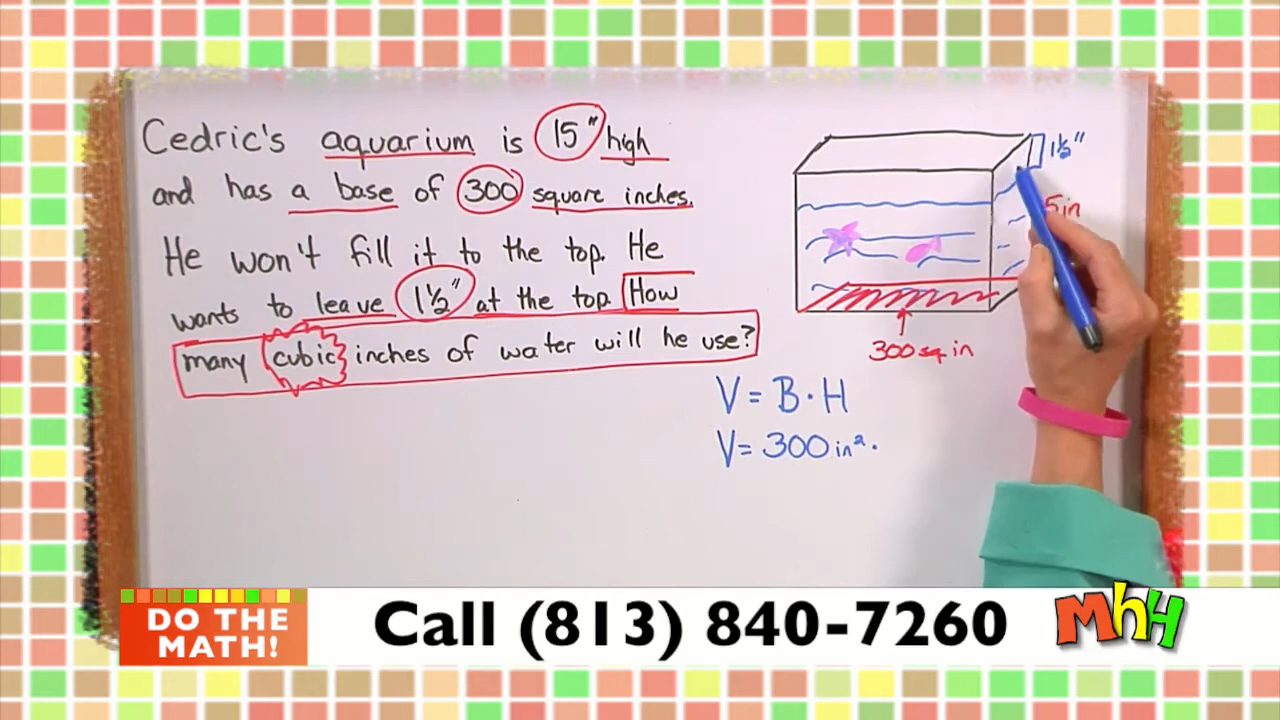 Cedric's aquarium is 15" high
and has a base of 300 square inches.
He won't fill it to the top. He
wants to leave 1½" at the top. How
many cubic inches of water will he use?
1½"
5in
300 sq in
V = B · H
V = 300 in² ·
DO THE
MATH!
Call (813) 840-7260
Mh4